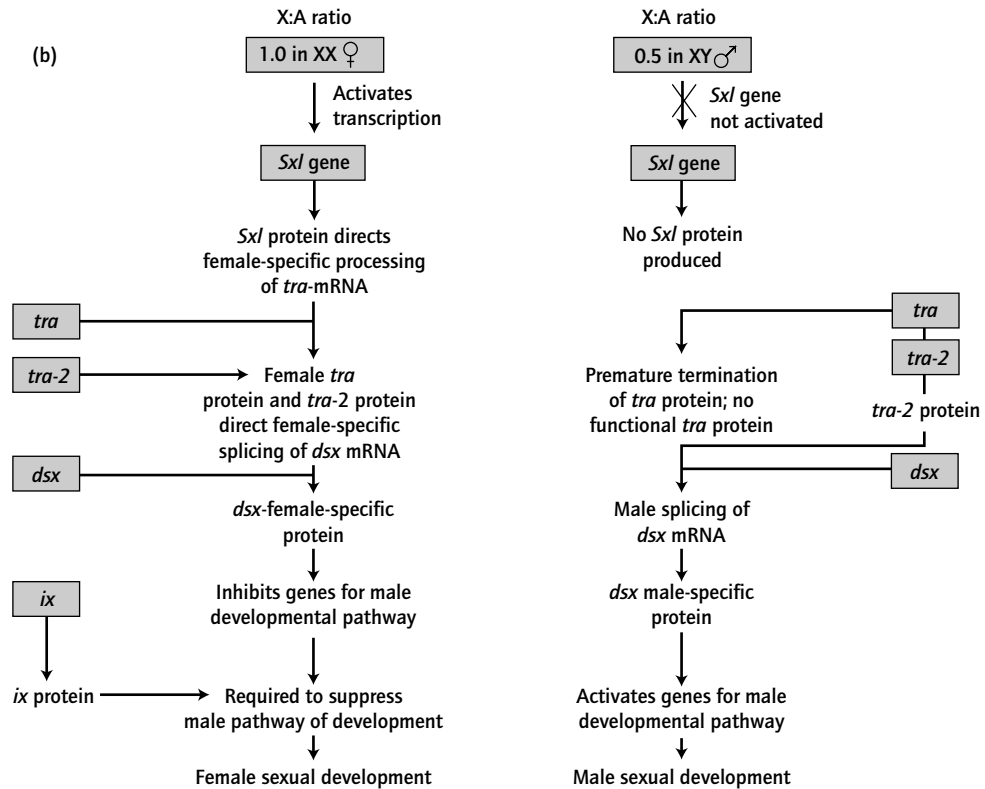 (b)
X:A ratio
1.0 in XX ♀
Activates
transcription
Sxl gene
Sxl protein directs
female-specific processing
of tra-mRNA
tra
tra-2
Female tra
protein and tra-2 protein
direct female-specific
splicing of dsx mRNA
dsx
dsx-female-specific
protein
ix
Inhibits genes for male
developmental pathway
ix protein
Required to suppress
male pathway of development
Female sexual development
X:A ratio
0.5 in XY ♂
Sxl gene
not activated
Sxl gene
No Sxl protein
produced
tra
tra-2
tra-2 protein
Premature termination
of tra protein; no
functional tra protein
dsx
Male splicing of
dsx mRNA
dsx male-specific
protein
Activates genes for male
developmental pathway
Male sexual development